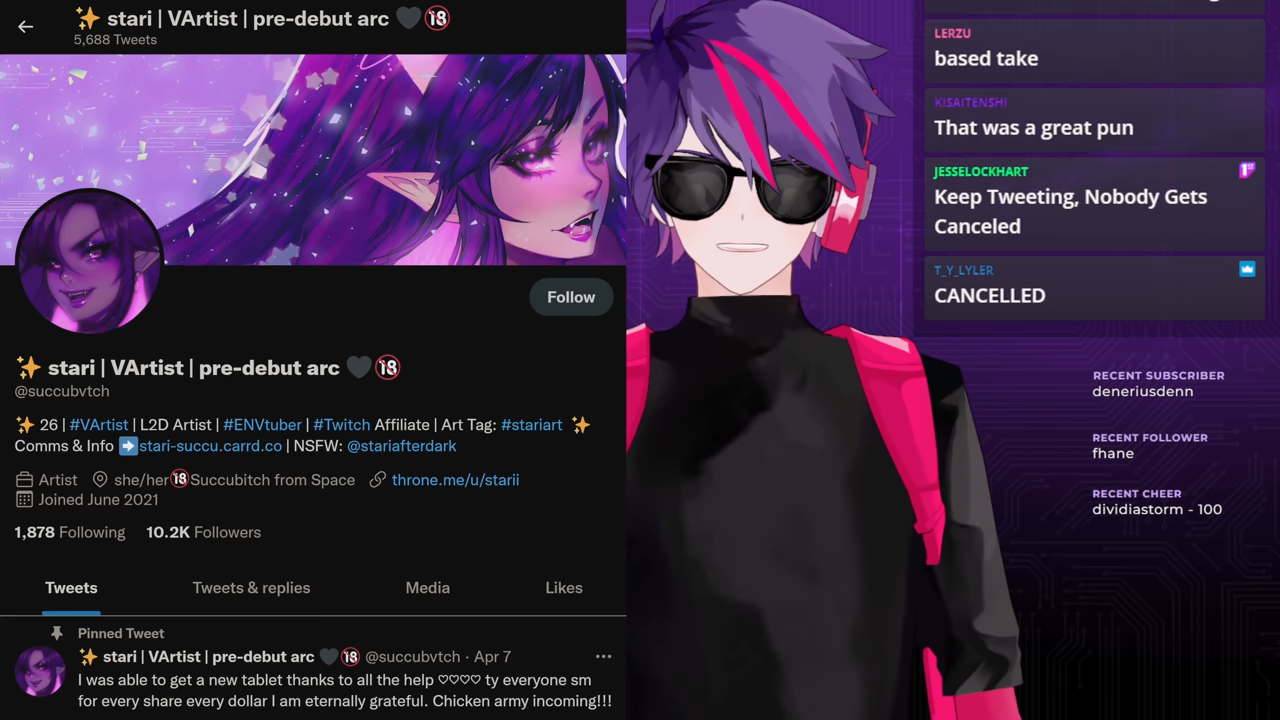 ✨ stari | VArtist | pre-debut arc 🖤🔞
5,688 Tweets
Follow
✨ stari | VArtist | pre-debut arc 🖤🔞
@succubvtch
✨ 26 | #VArtist | L2D Artist | #ENVtuber | #Twitch Affiliate | Art Tag: #stariart ✨
Comms & Info ➡️stari-succu.carrd.co | NSFW: @stariafterdark
Artist she/her🔞Succubitch from Space throne.me/u/starii
Joined June 2021
1,878 Following 10.2K Followers
Tweets Tweets & replies Media Likes
Pinned Tweet
✨ stari | VArtist | pre-debut arc 🖤🔞 @succubvtch · Apr 7
I was able to get a new tablet thanks to all the help ♡♡♡♡ ty everyone sm
for every share every dollar I am eternally grateful. Chicken army incoming!!!
LERZU
based take
KISAITENSHI
That was a great pun
JESSELOCKHART
Keep Tweeting, Nobody Gets
Canceled
T_Y_LYLER
CANCELLED
RECENT SUBSCRIBER
deneriusdenn
RECENT FOLLOWER
fhane
RECENT CHEER
dividiastorm - 100